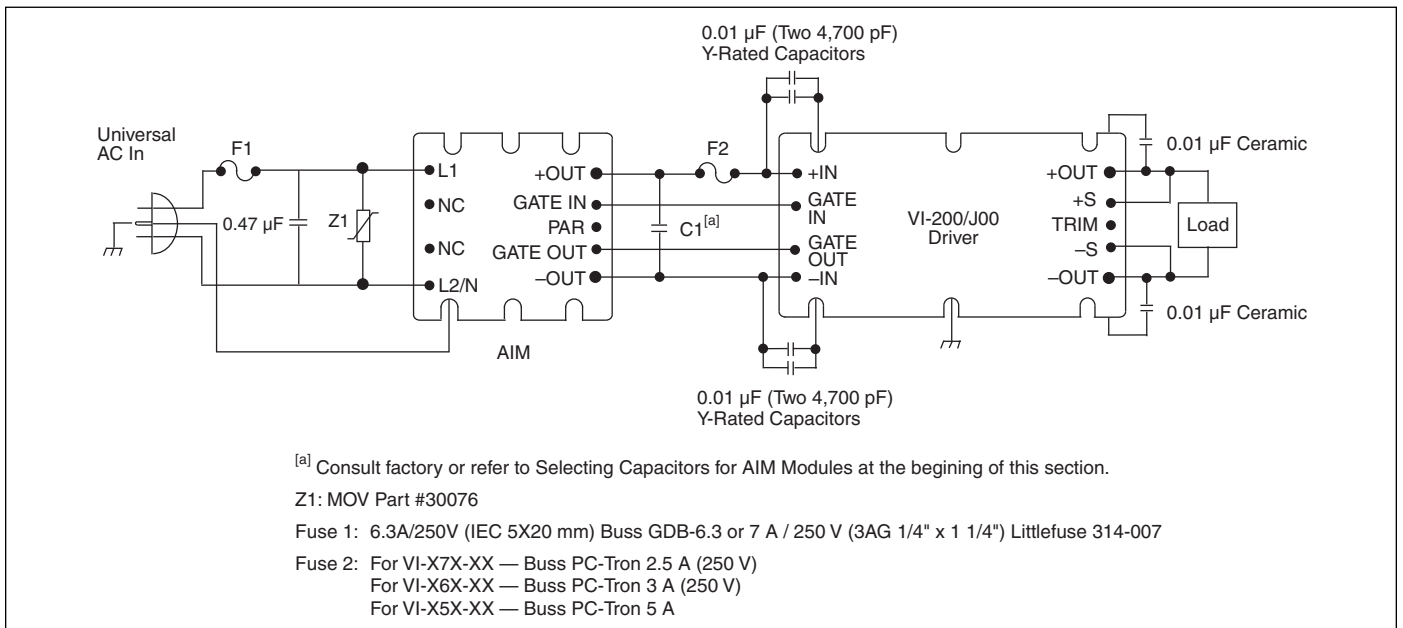 0.01 µF (Two 4,700 pF)
Y-Rated Capacitors
Universal
AC In
F1
0.47 µF
Z1
L1
NC
NC
L2/N
+OUT
GATE IN
PAR
GATE OUT
–OUT
AIM
F2
C1[a]
+IN
GATE
IN
GATE
OUT
–IN
VI-200/J00
Driver
+OUT
+S
TRIM
–S
–OUT
0.01 µF Ceramic
Load
0.01 µF Ceramic
0.01 µF (Two 4,700 pF)
Y-Rated Capacitors
[a] Consult factory or refer to Selecting Capacitors for AIM Modules at the begining of this section.
Z1: MOV Part #30076
Fuse 1: 6.3A/250V (IEC 5X20 mm) Buss GDB-6.3 or 7 A / 250 V (3AG 1/4" x 1 1/4") Littlefuse 314-007
Fuse 2: For VI-X7X-XX — Buss PC-Tron 2.5 A (250 V)
For VI-X6X-XX — Buss PC-Tron 3 A (250 V)
For VI-X5X-XX — Buss PC-Tron 5 A